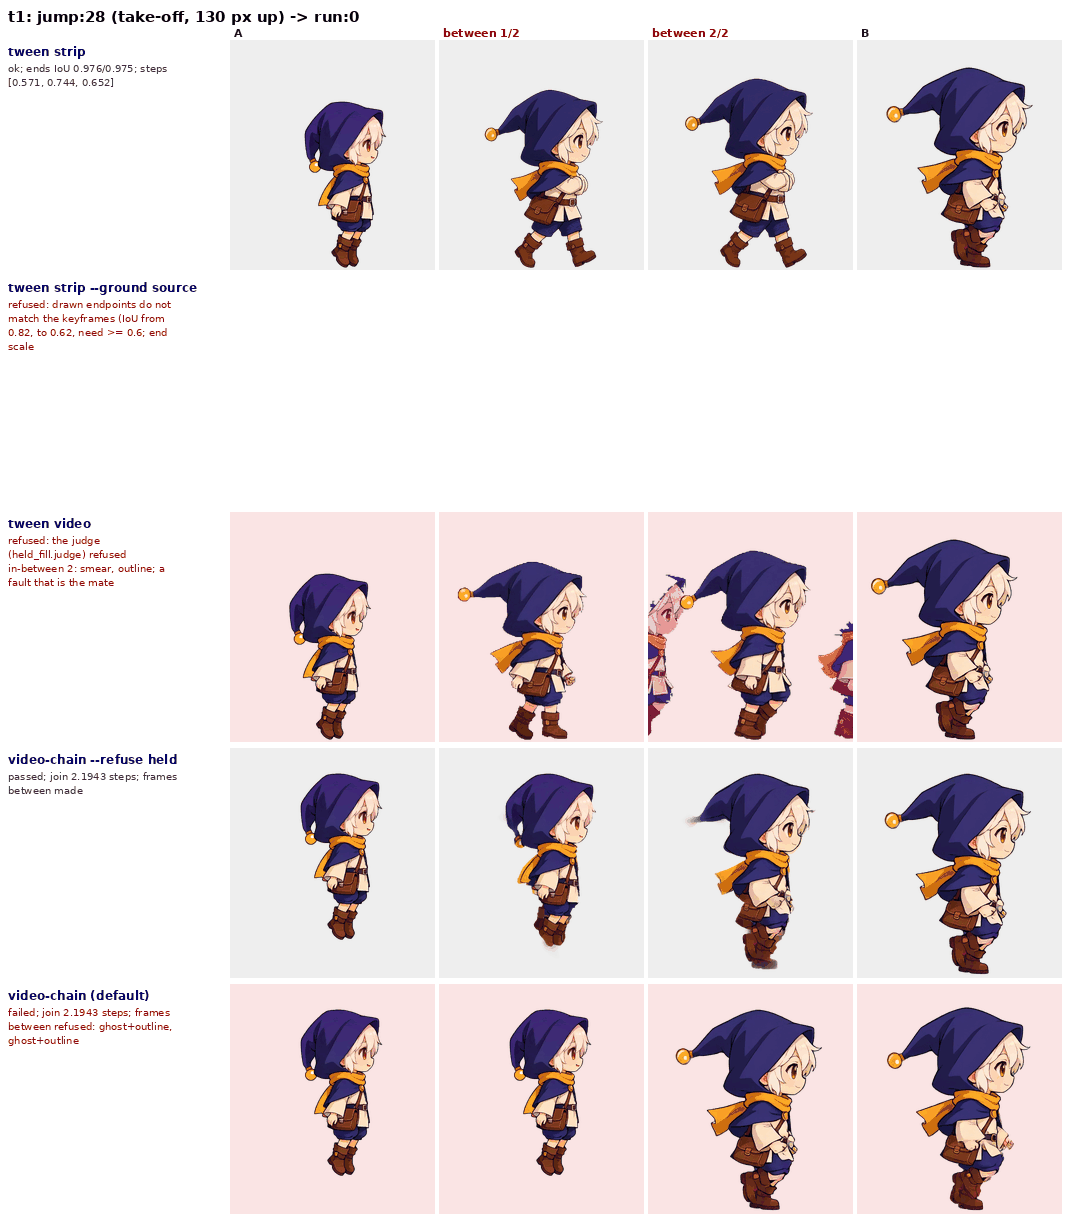 t1: jump:28 (take-off, 130 px up) -> run:0
A
between 1/2
between 2/2
B
tween strip
ok; ends IoU 0.976/0.975; steps
[0.571, 0.744, 0.652]
tween strip --ground source
refused: drawn endpoints do not
match the keyframes (IoU from
0.82, to 0.62, need >= 0.6; end
scale
tween video
refused: the judge
(held_fill.judge) refused
in-between 2: smear, outline; a
fault that is the mate
video-chain --refuse held
passed; join 2.1943 steps; frames
between made
video-chain (default)
failed; join 2.1943 steps; frames
between refused: ghost+outline,
ghost+outline